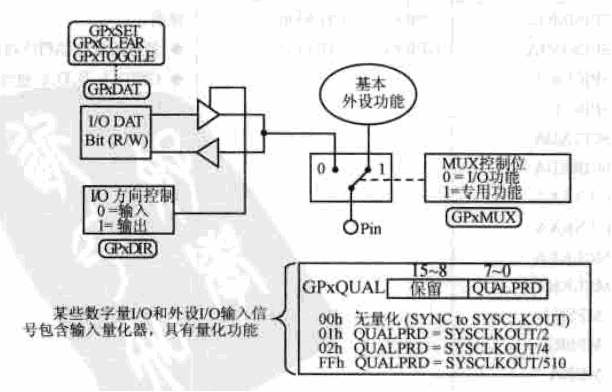 GPxSET
GPxCLEAR
GPxTOGGLE
GPxDAT
I/O DAT
Bit (R/W)
I/O 方向控制
0 =输入
1= 输出
GPxDIR
基本
外设功能
0
1
Pin
MUX控制位
0 = I/O功能
1=专用功能
GPxMUX
15~8
7~0
GPxQUAL
保留
QUALPRD
某些数字量I/O和外设I/O输入信
号包含输入量化器，具有量化功能
00h 无量化 (SYNC to SYSCLKOUT)
01h QUALPRD = SYSCLKOUT/2
02h QUALPRD = SYSCLKOUT/4
FFh QUALPRD = SYSCLKOUT/510